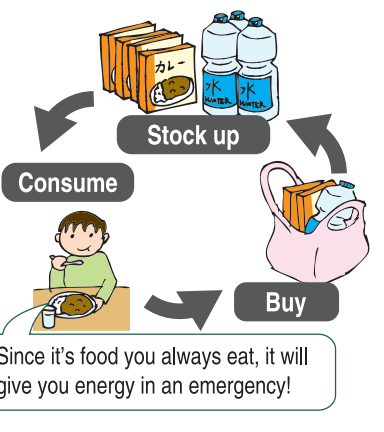 カレー
水
WATER
水
WATER
Stock up
Consume
Buy
Since it's food you always eat, it will
give you energy in an emergency!